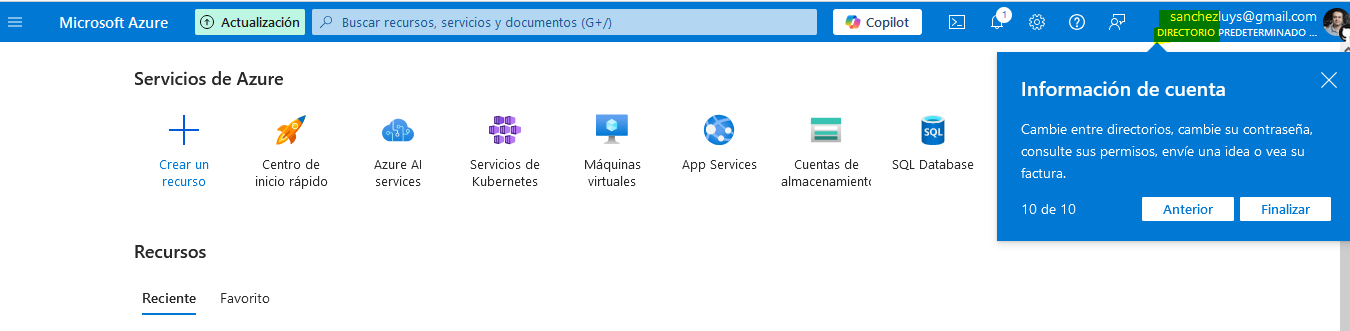 Microsoft Azure
Actualización
Buscar recursos, servicios y documentos (G+/)
Copilot
1
sanchezluys@gmail.com
DIRECTORIO PREDETERMINADO ...
Servicios de Azure
Crear un
recurso
Centro de
inicio rápido
Azure AI
services
Servicios de
Kubernetes
Máquinas
virtuales
App Services
Cuentas de
almacenamiento
SQL
SQL Database
Información de cuenta
Cambie entre directorios, cambie su contraseña,
consulte sus permisos, envíe una idea o vea su
factura.
10 de 10
Anterior
Finalizar
Recursos
Reciente
Favorito